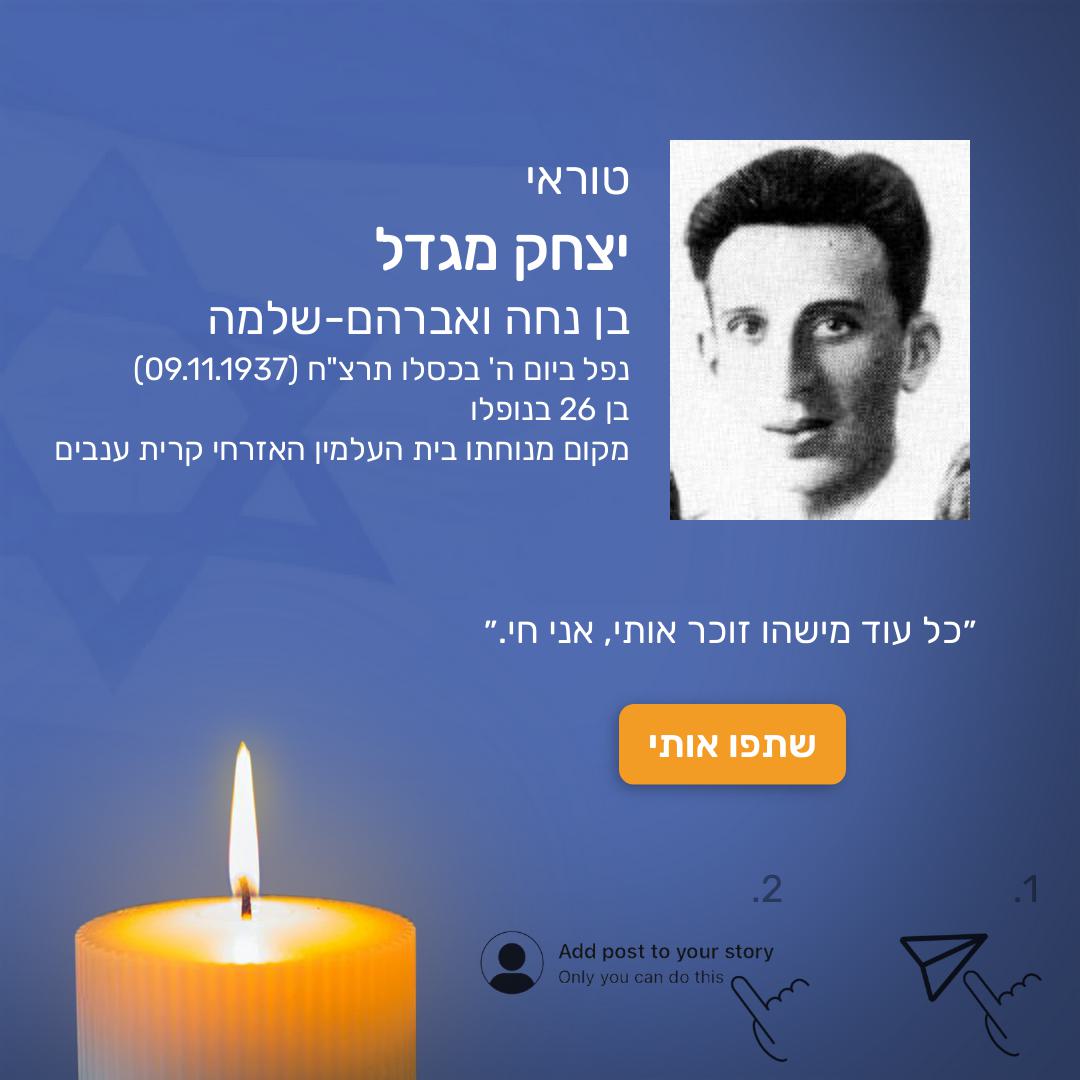 טוראי
יצחק מגדל
בן נחה ואברהם-שלמה
נפל ביום ה' בכסלו תרצ"ח (09.11.1937)
בן 26 בנופלו
מקום מנוחתו בית העלמין האזרחי קרית ענבים
״כל עוד מישהו זוכר אותי, אני חי.״
שתפו אותי
1.
2.
Add post to your story
Only you can do this